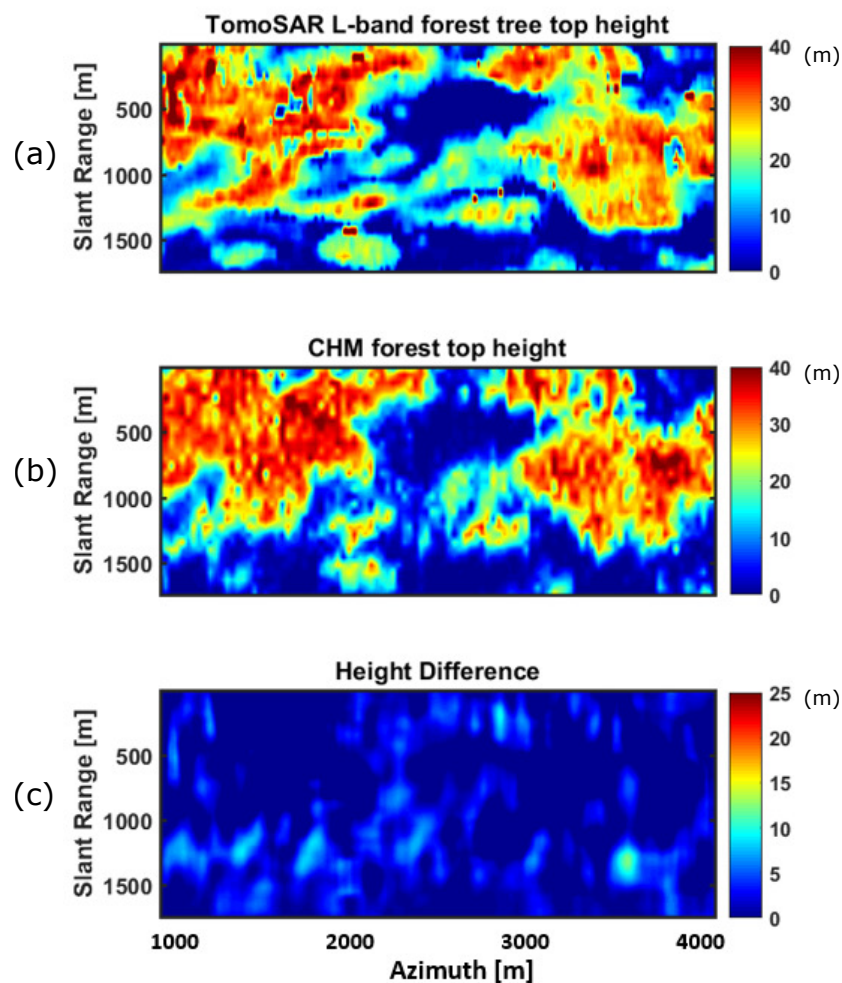 TomoSAR L-band forest tree top height
(a)
Slant Range [m]
500
1000
1500
40
30
20
10
0
(m)
CHM forest top height
(b)
Slant Range [m]
500
1000
1500
40
30
20
10
0
(m)
Height Difference
(c)
Slant Range [m]
500
1000
1500
25
20
15
10
5
0
(m)
1000 2000 3000 4000
Azimuth [m]